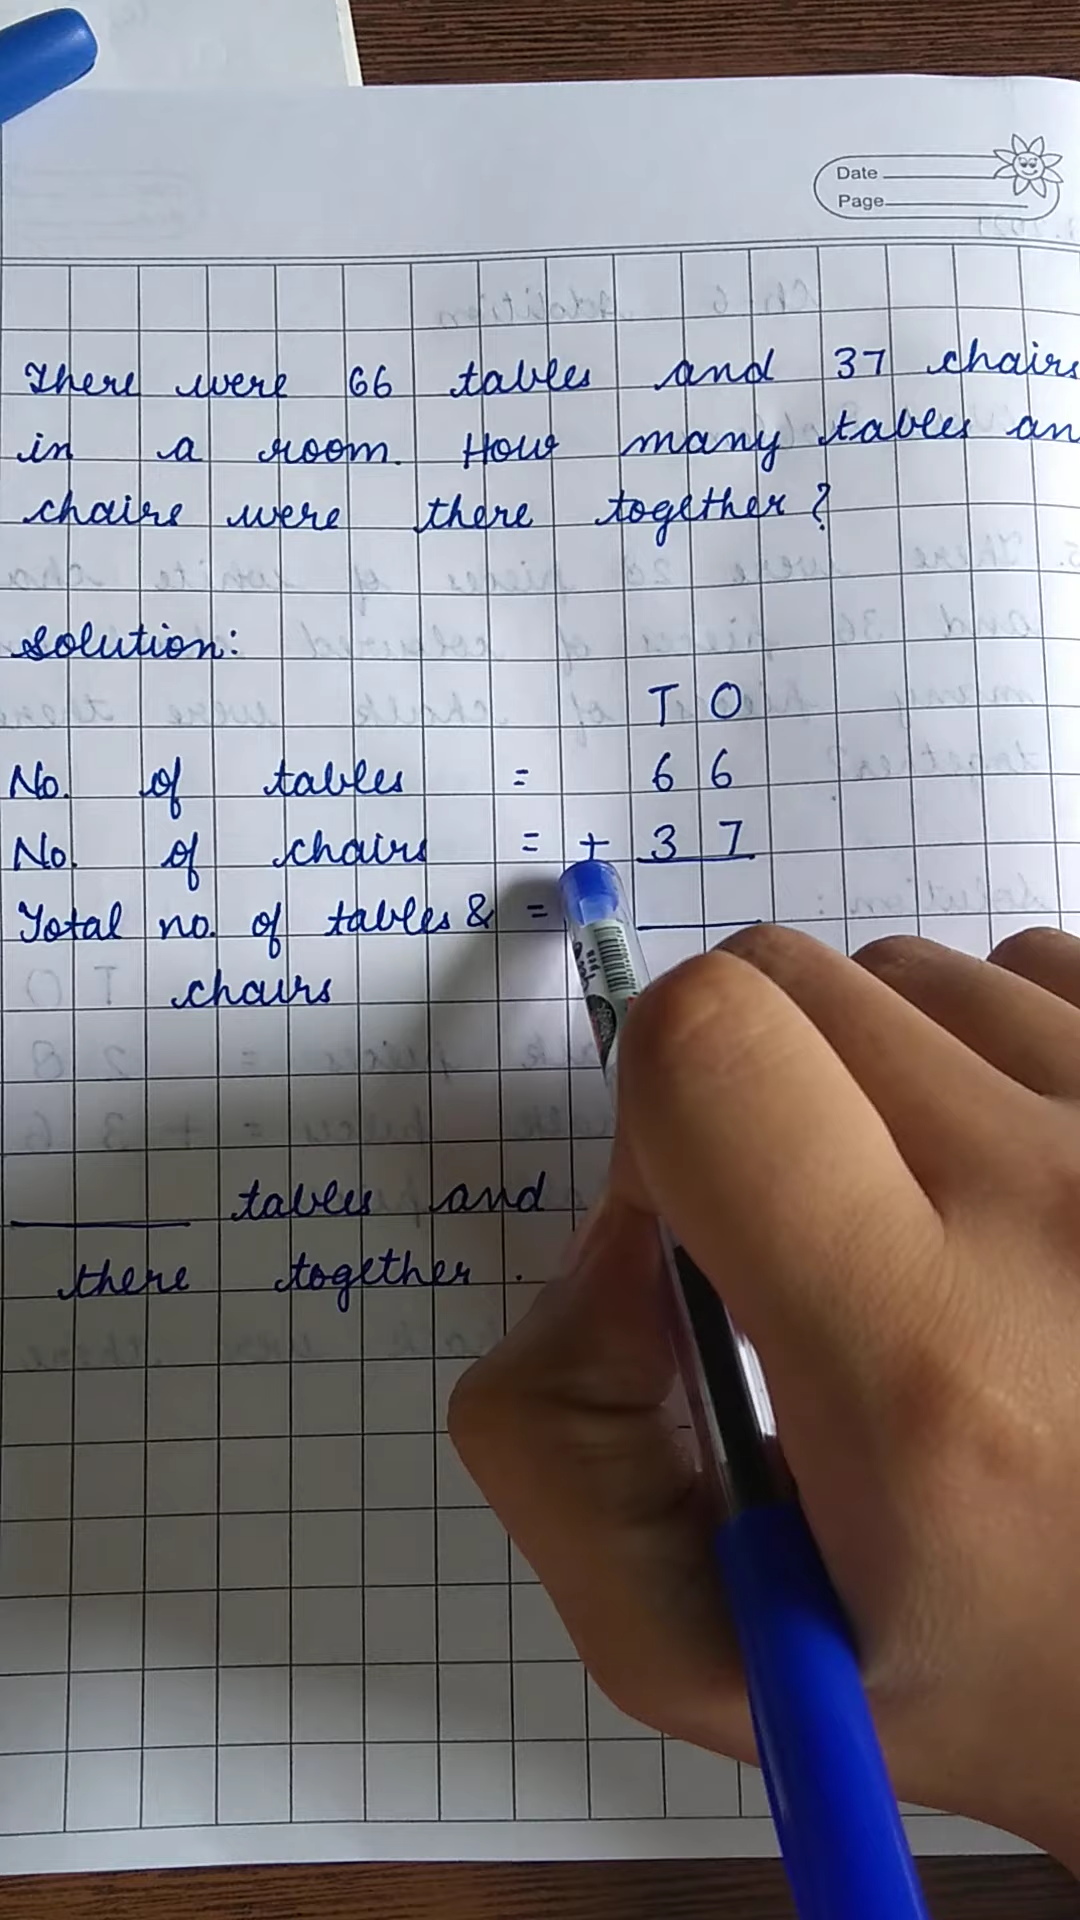 Date
Page
There were 66 tables and 37 chairs
in a room. How many tables an
chairs were there together?
Solution:
T O
No. of tables = 6 6
No. of chairs = + 3 7
Total no. of tables & =
chairs
tables and
there together.